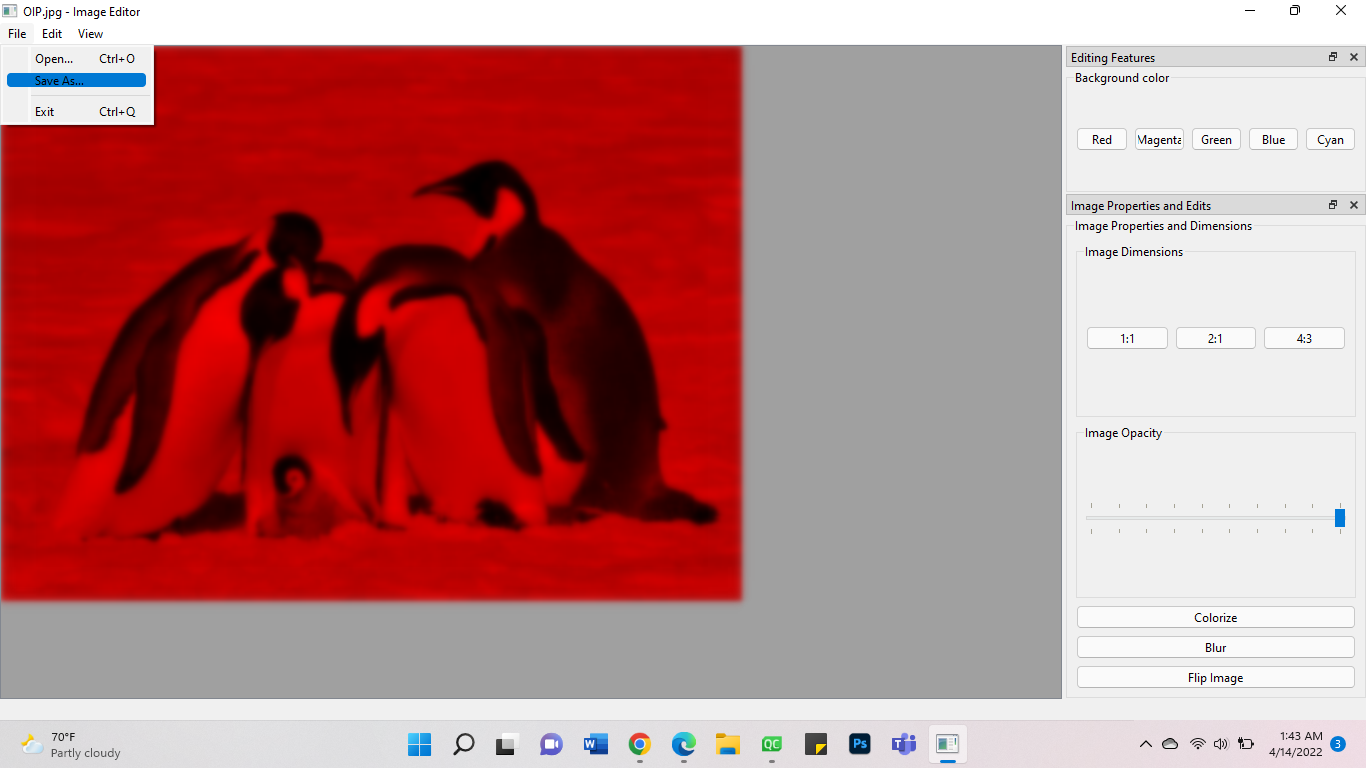 OIP.jpg - Image Editor
File Edit View
Open... Ctrl+O
Save As...
Exit Ctrl+Q
Editing Features
Background color
Red Magenta Green Blue Cyan
Image Properties and Edits
Image Properties and Dimensions
Image Dimensions
1:1 2:1 4:3
Image Opacity
Colorize
Blur
Flip Image
70°F
Partly cloudy
W
QC
Ps
T
1:43 AM
4/14/2022
3